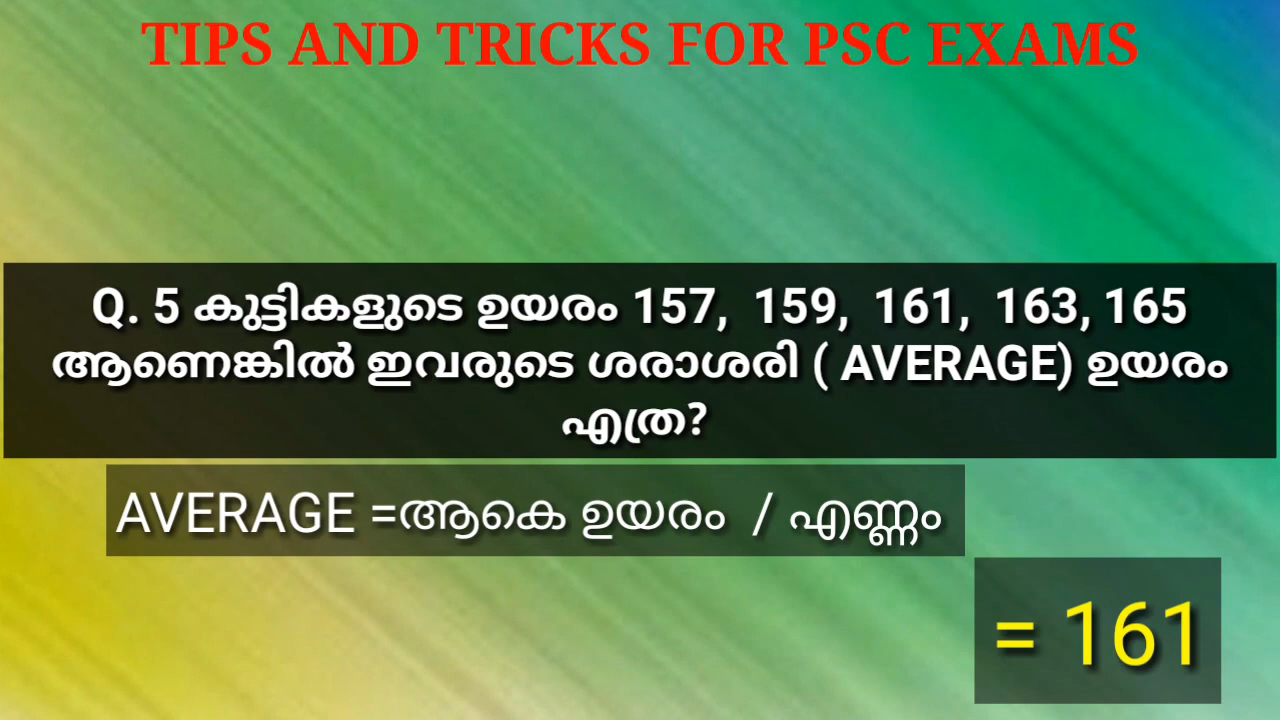 TIPS AND TRICKS FOR PSC EXAMS
Q. 5 കുട്ടികളുടെ ഉയരം 157, 159, 161, 163, 165
ആണെങ്കിൽ ഇവരുടെ ശരാശരി ( AVERAGE) ഉയരം
എത്ര?
AVERAGE =ആകെ ഉയരം / എണ്ണം
= 161